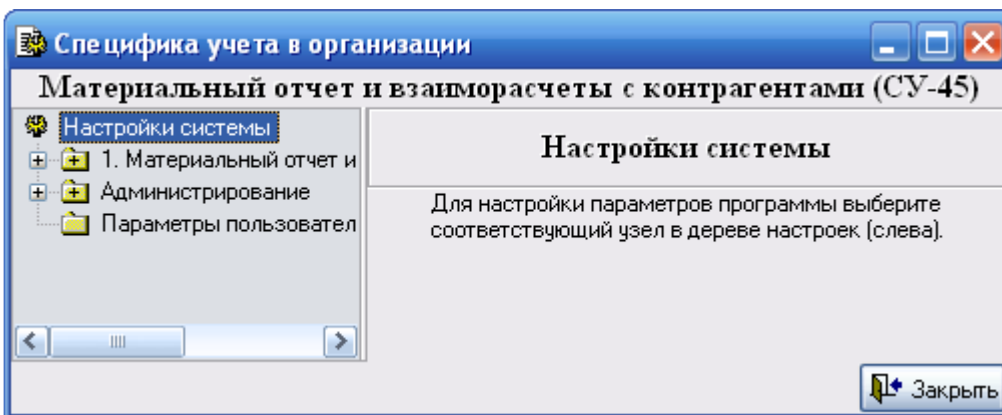 Специфика учета в организации
Материальный отчет и взаиморасчеты с контрагентами (СУ-45)
Настройки системы
1. Материальный отчет и
Администрирование
Параметры пользовател
Настройки системы
Для настройки параметров программы выберите
соответствующий узел в дереве настроек (слева).
Закрыть